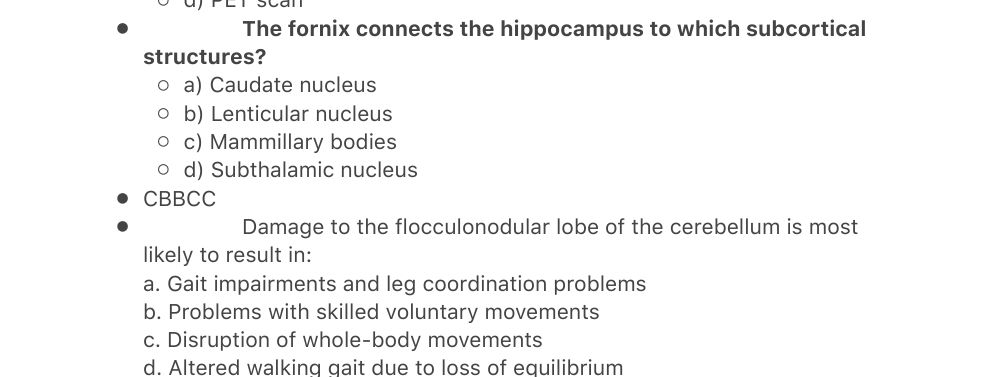 d) PET scan
The fornix connects the hippocampus to which subcortical
structures?
a) Caudate nucleus
b) Lenticular nucleus
c) Mammillary bodies
d) Subthalamic nucleus
CBBCC
Damage to the flocculonodular lobe of the cerebellum is most
likely to result in:
a. Gait impairments and leg coordination problems
b. Problems with skilled voluntary movements
c. Disruption of whole-body movements
d. Altered walking gait due to loss of equilibrium